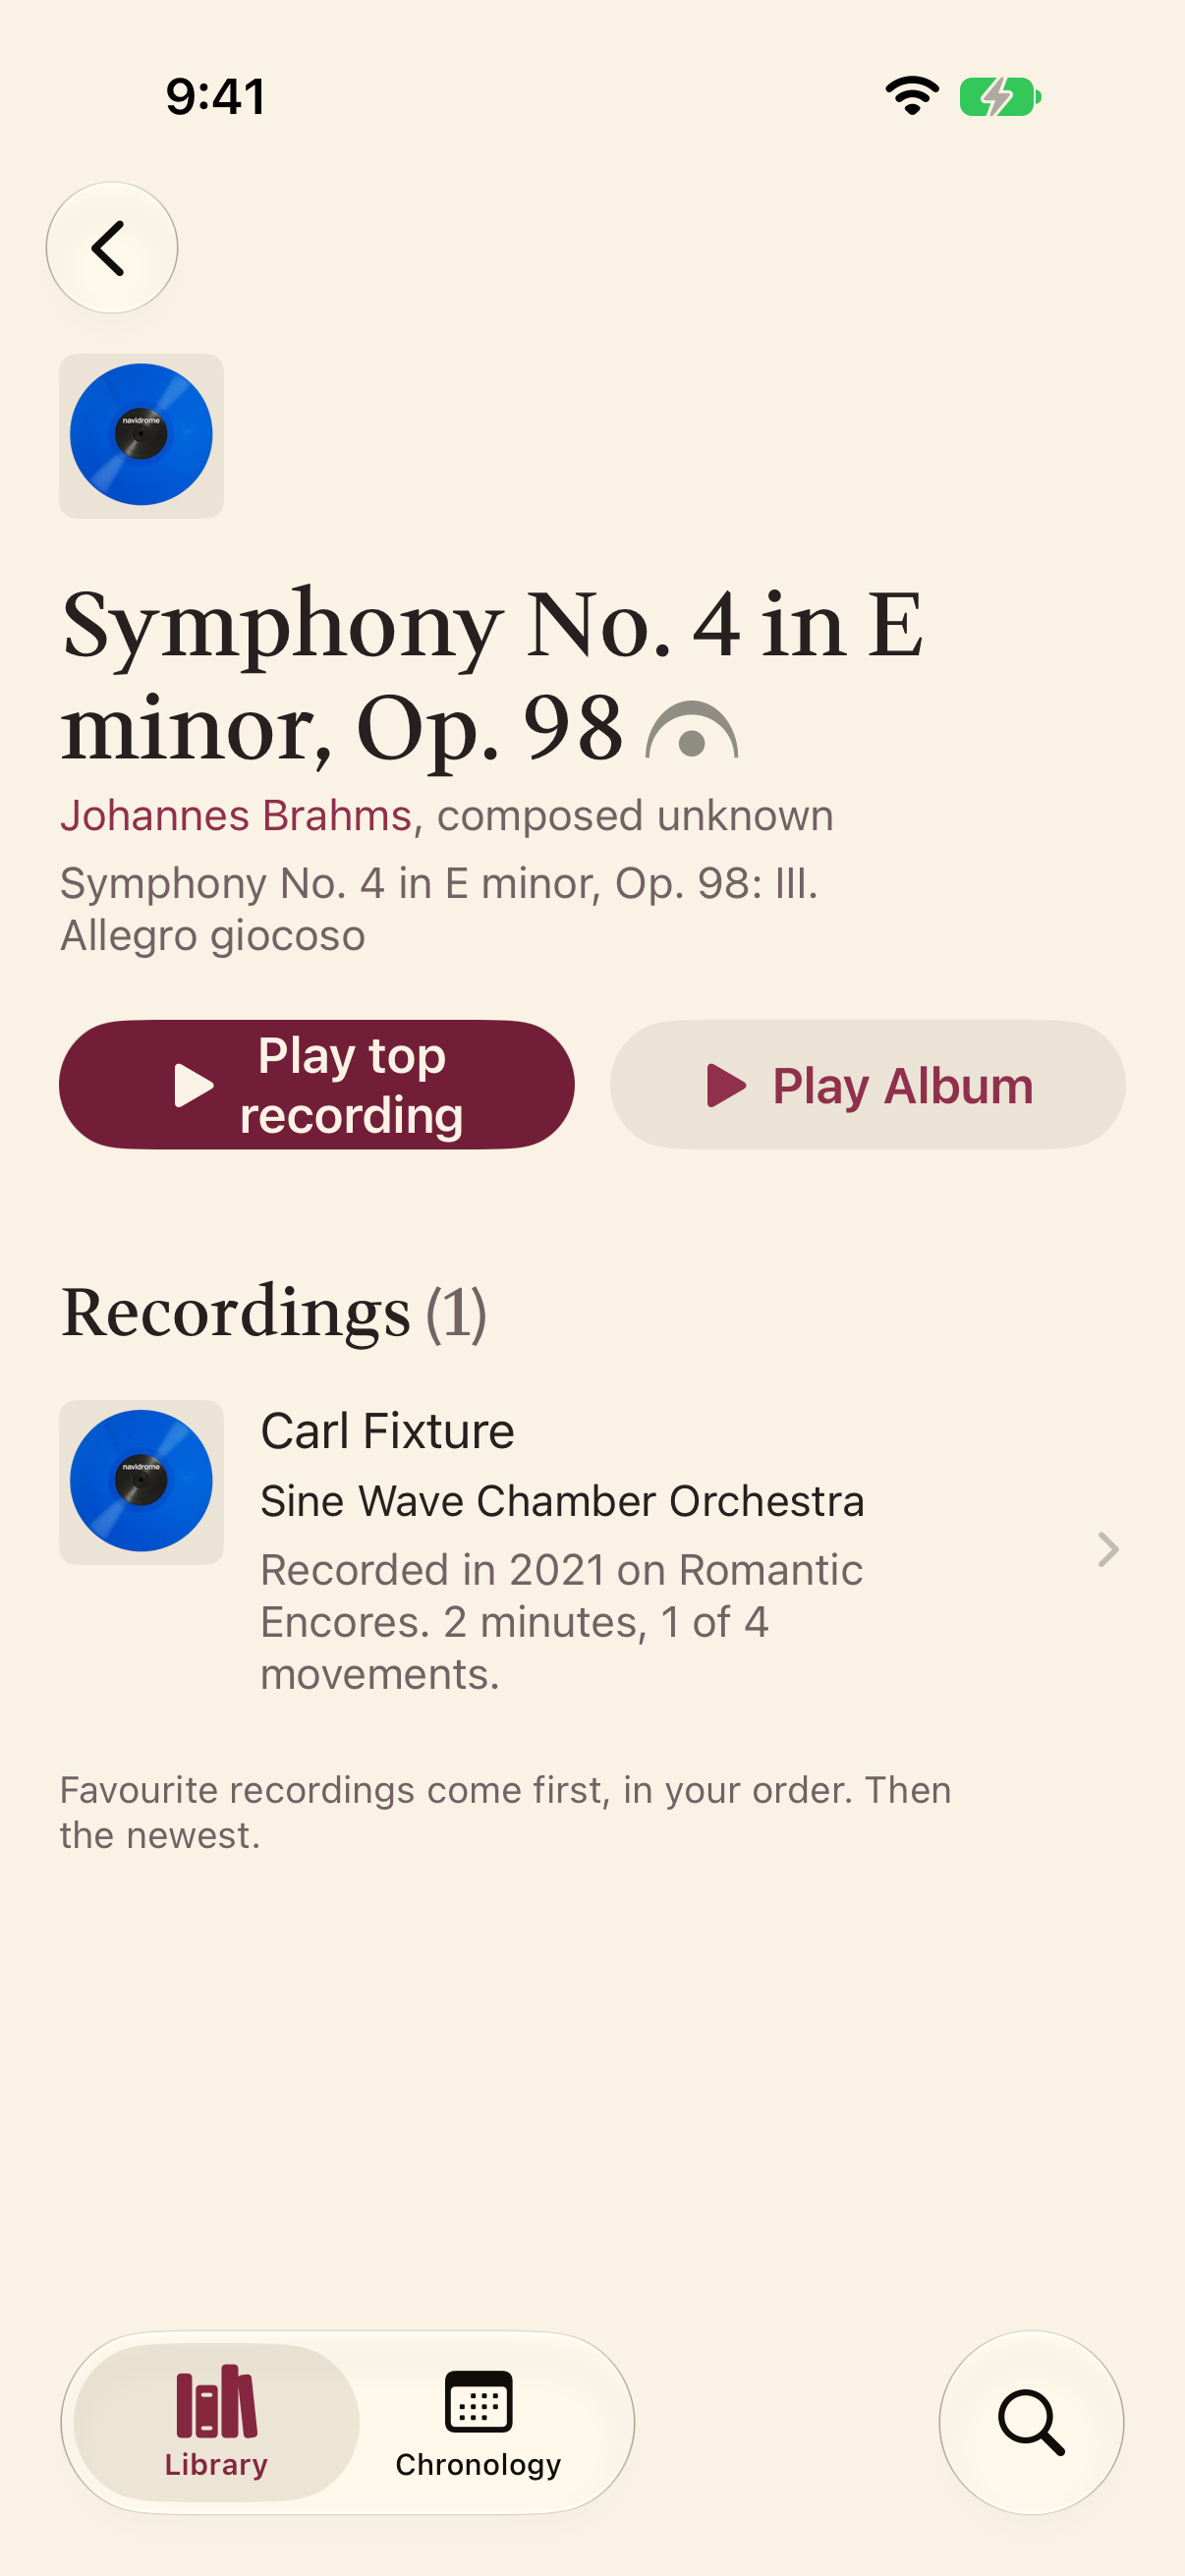 9:41
navidrome
Symphony No. 4 in E
minor, Op. 98
Johannes Brahms, composed unknown
Symphony No. 4 in E minor, Op. 98: III.
Allegro giocoso
Play top
recording
Play Album
Recordings (1)
navidrome
Carl Fixture
Sine Wave Chamber Orchestra
Recorded in 2021 on Romantic
Encores. 2 minutes, 1 of 4
movements.
Favourite recordings come first, in your order. Then
the newest.
Library
Chronology